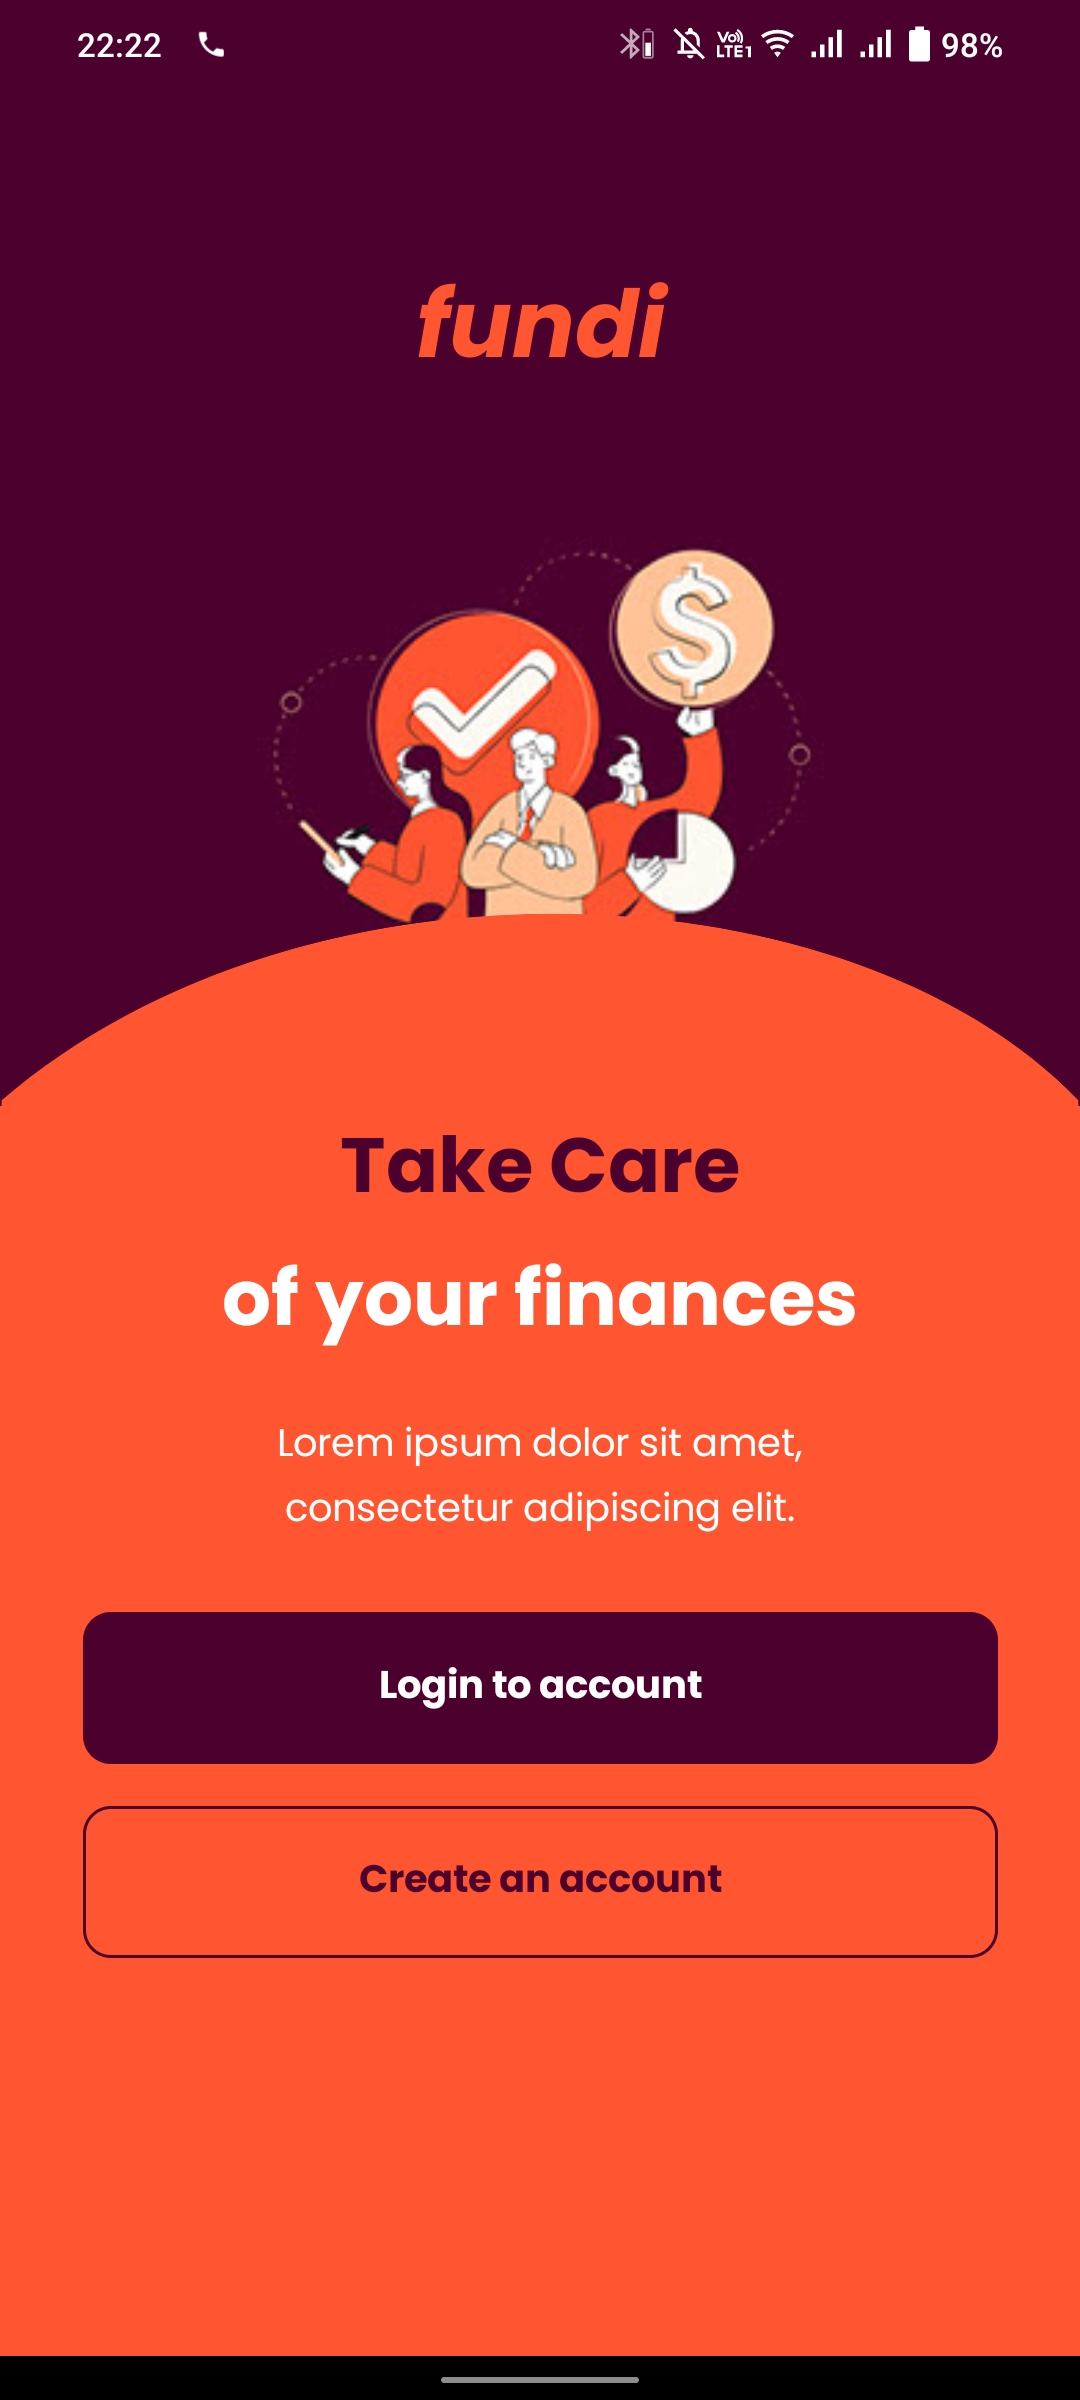 22:22
Vo)) LTE1
98%
fundi
$
Take Care
of your finances
Lorem ipsum dolor sit amet,
consectetur adipiscing elit.
Login to account
Create an account